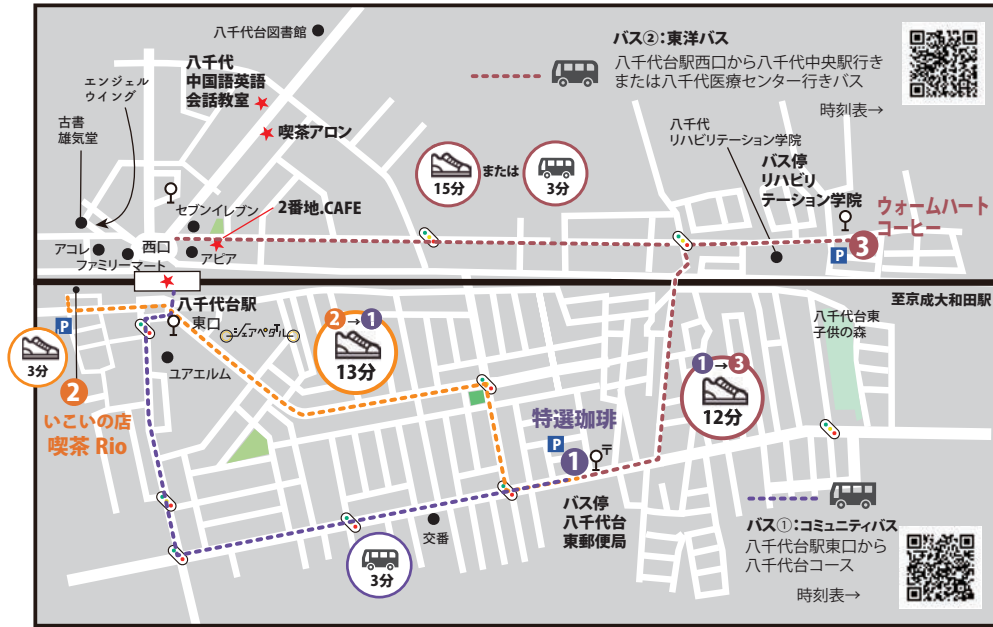 八千代台図書館
バス②:東洋バス
八千代台駅西口から八千代中央駅行き
または八千代医療センター行きバス
時刻表→
八千代
中国語英語
会話教室
エンジェル
ウイング
古書
雄気堂
喫茶アロン
15分
または
3分
八千代
リハビリテーション学院
バス停
リハビリ
テーション学院
ウォームハート
コーヒー
3
P
セブンイレブン
2番地.CAFE
アコレ
西口
ファミリーマート
アピア
至京成大和田駅
八千代台駅
東口
シェアペダル
2→1
13分
八千代台東
子供の森
P
3分
2
ユアエルム
いこいの店
喫茶 Rio
1→3
12分
特選珈琲
P
1
〒
バス停
八千代台
東郵便局
交番
3分
バス①:コミュニティバス
八千代台駅東口から
八千代台コース
時刻表→